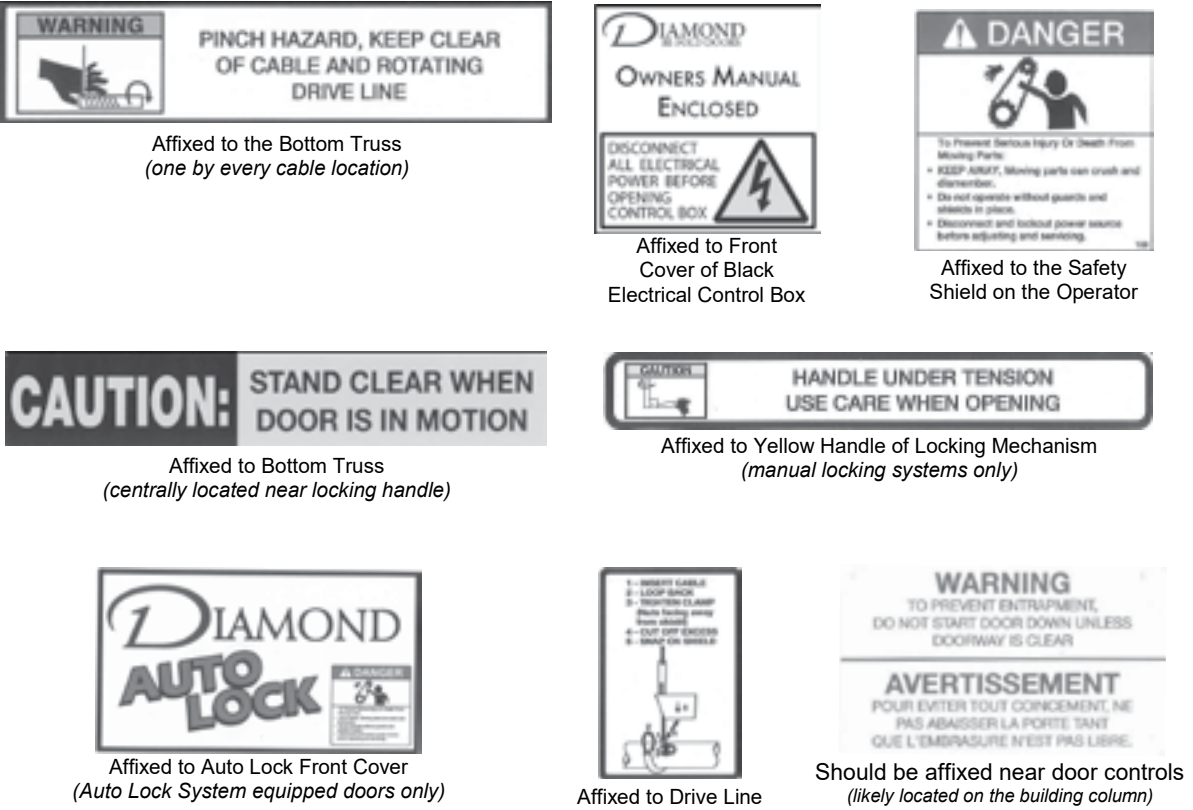 WARNING
PINCH HAZARD, KEEP CLEAR
OF CABLE AND ROTATING
DRIVE LINE
Affixed to the Bottom Truss
(one by every cable location)
DIAMOND
BI-FOLD DOORS
OWNERS MANUAL
ENCLOSED
DISCONNECT
ALL ELECTRICAL
POWER BEFORE
OPENING
CONTROL BOX
Affixed to Front
Cover of Black
Electrical Control Box
DANGER
To Prevent Serious Injury Or Death From
Moving Parts:
• KEEP AWAY, Moving parts can crush and
dismember.
• Do not operate without guards and
shields in place.
• Disconnect and lockout power source
before adjusting and servicing.
Affixed to the Safety
Shield on the Operator
CAUTION:
STAND CLEAR WHEN
DOOR IS IN MOTION
Affixed to Bottom Truss
(centrally located near locking handle)
CAUTION
HANDLE UNDER TENSION
USE CARE WHEN OPENING
Affixed to Yellow Handle of Locking Mechanism
(manual locking systems only)
DIAMOND
AUTO
LOCK
DANGER
Affixed to Auto Lock Front Cover
(Auto Lock System equipped doors only)
1 - INSERT CABLE
2 - LOOP BACK
3 - TIGHTEN CLAMP
(Nuts facing away
from shield)
4 - CUT OFF EXCESS
5 - SNAP ON SHIELD
Affixed to Drive Line
WARNING
TO PREVENT ENTRAPMENT,
DO NOT START DOOR DOWN UNLESS
DOORWAY IS CLEAR
AVERTISSEMENT
POUR EVITER TOUT COINCEMENT, NE
PAS ABAISSER LA PORTE TANT
QUE L'EMBRASURE N'EST PAS LIBRE.
Should be affixed near door controls
(likely located on the building column)